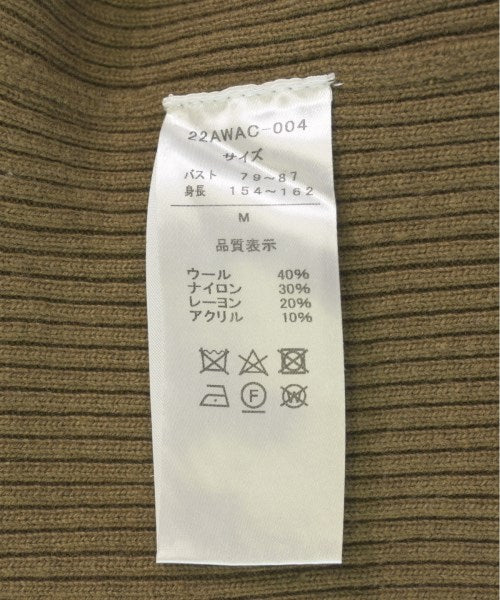 22AWAC-004
サイズ
バスト 79～87
身長 154～162
M
品質表示
ウール 40%
ナイロン 30%
レーヨン 20%
アクリル 10%
F W